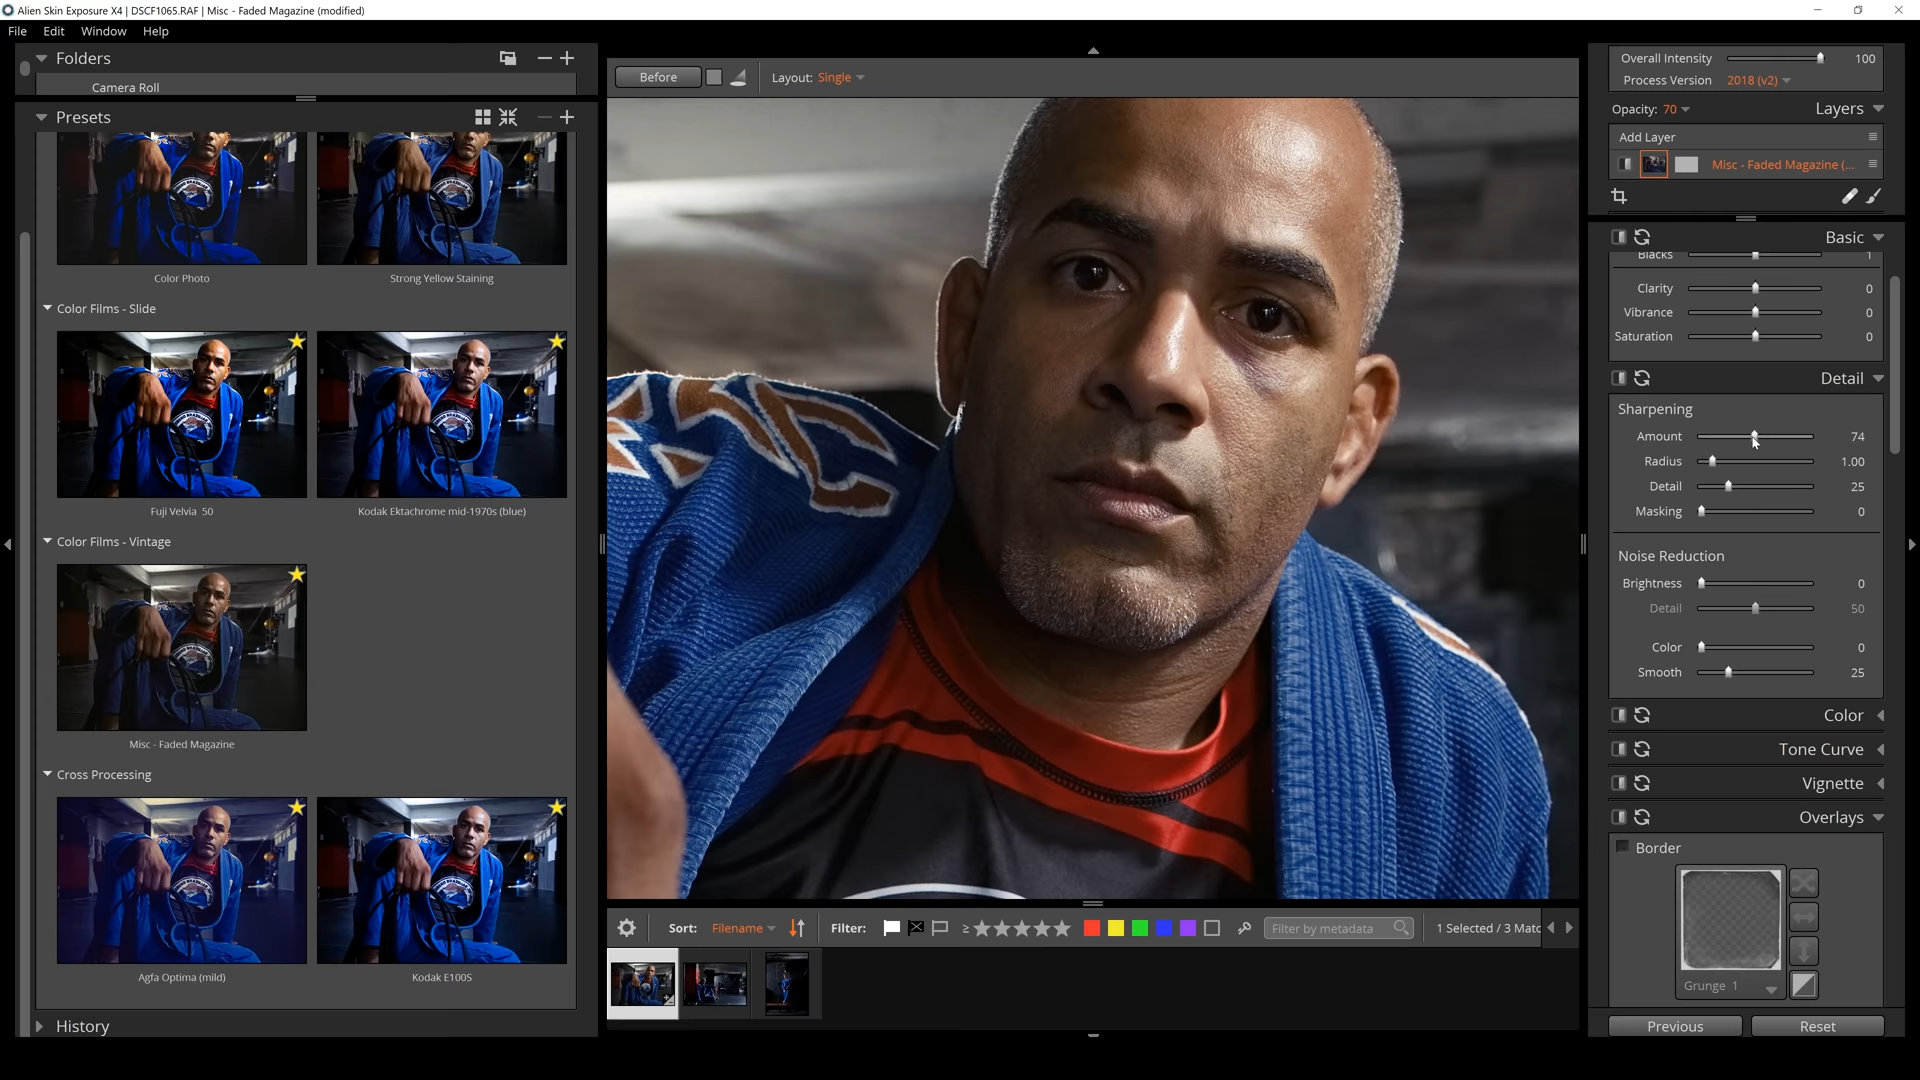 Alien Skin Exposure X4 | DSCF1065.RAF | Misc - Faded Magazine (modified)
File Edit Window Help
Folders
Camera Roll
Presets
Color Photo
Strong Yellow Staining
Color Films - Slide
Fuji Velvia 50
Kodak Ektachrome mid-1970s (blue)
Color Films - Vintage
Misc - Faded Magazine
Cross Processing
Agfa Optima (mild)
Kodak E100S
History
Before
Layout: Single
Sort: Filename
Filter:
≥
Filter by metadata
1 Selected / 3 Matc
Overall Intensity 100
Process Version 2018 (v2)
Opacity: 70
Layers
Add Layer
Misc - Faded Magazine (...
Basic
Blacks 1
Clarity 0
Vibrance 0
Saturation 0
Detail
Sharpening
Amount 74
Radius 1.00
Detail 25
Masking 0
Noise Reduction
Brightness 0
Detail 50
Color 0
Smooth 25
Color
Tone Curve
Vignette
Overlays
Border
Grunge 1
Previous
Reset